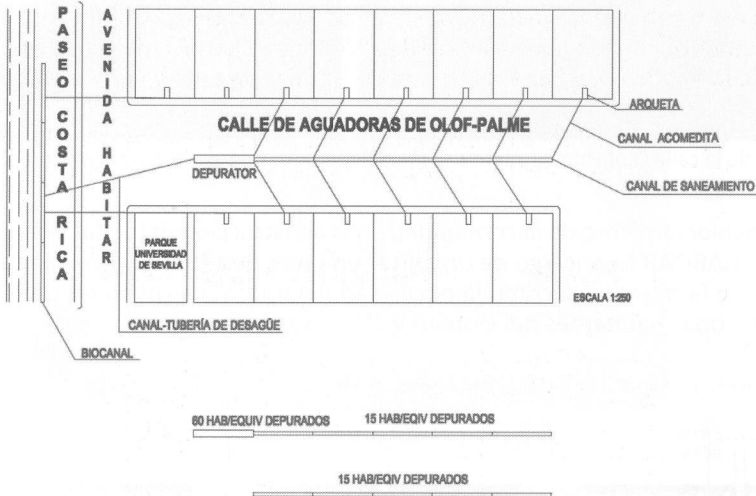 PASEO COSTA RICA
AVENIDA HABITAR
ARQUETA
CALLE DE AGUADORAS DE OLOF-PALME
CANAL ACOMEDITA
DEPURATOR
CANAL DE SANEAMIENTO
PARQUE
UNIVERSIDAD
DE SEVILLA
ESCALA 1:250
CANAL-TUBERÍA DE DESAGÜE
BIOCANAL
60 HAB/EQUIV DEPURADOS
15 HAB/EQIV DEPURADOS
15 HAB/EQIV DEPURADOS